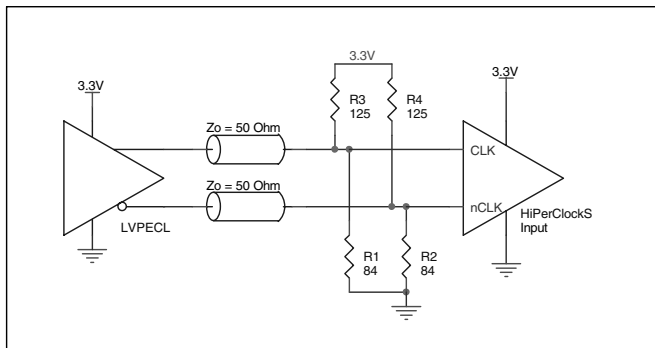 3.3V
3.3V
3.3V
R3
125
R4
125
Zo = 50 Ohm
CLK
Zo = 50 Ohm
nCLK
HiPerClockS
Input
LVPECL
R1
84
R2
84